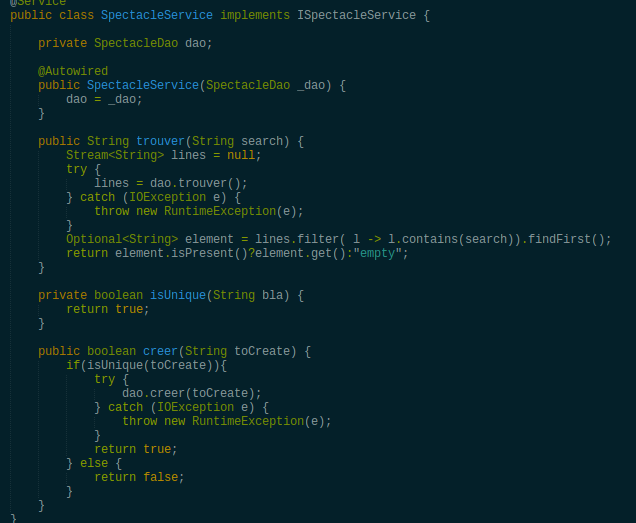 @Service
public class SpectacleService implements ISpectacleService {
private SpectacleDao dao;
@Autowired
public SpectacleService(SpectacleDao _dao) {
dao = _dao;
}
public String trouver(String search) {
Stream<String> lines = null;
try {
lines = dao.trouver();
} catch (IOException e) {
throw new RuntimeException(e);
}
Optional<String> element = lines.filter( l -> l.contains(search)).findFirst();
return element.isPresent()?element.get():"empty";
}
private boolean isUnique(String bla) {
return true;
}
public boolean creer(String toCreate) {
if(isUnique(toCreate)){
try {
dao.creer(toCreate);
} catch (IOException e) {
throw new RuntimeException(e);
}
return true;
} else {
return false;
}
}
}